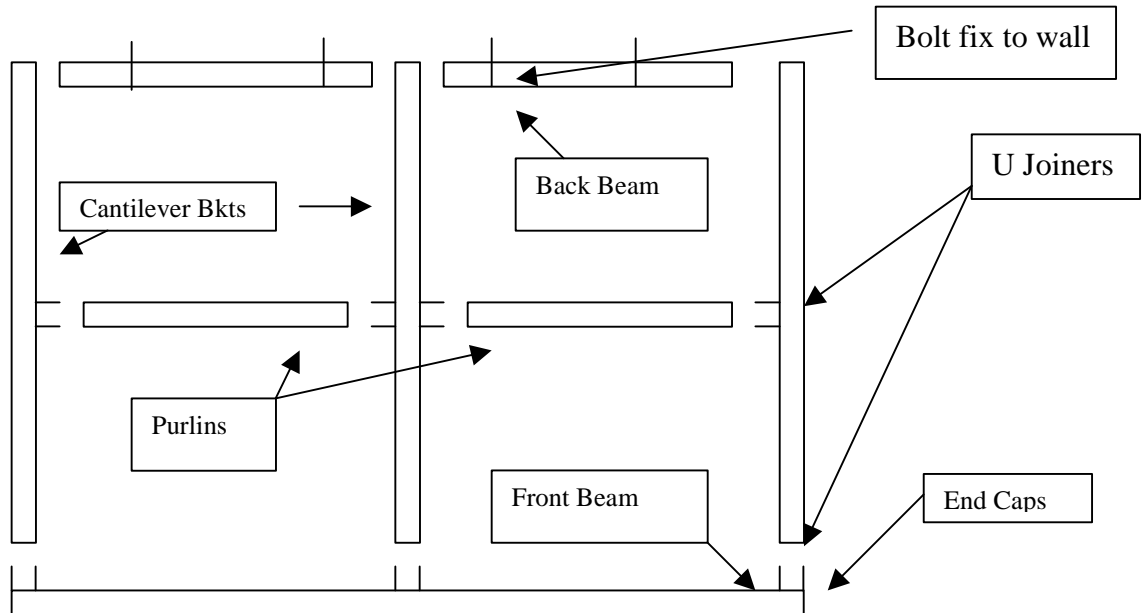 Bolt fix to wall
U Joiners
Back Beam
Cantilever Bkts
Purlins
Front Beam
End Caps